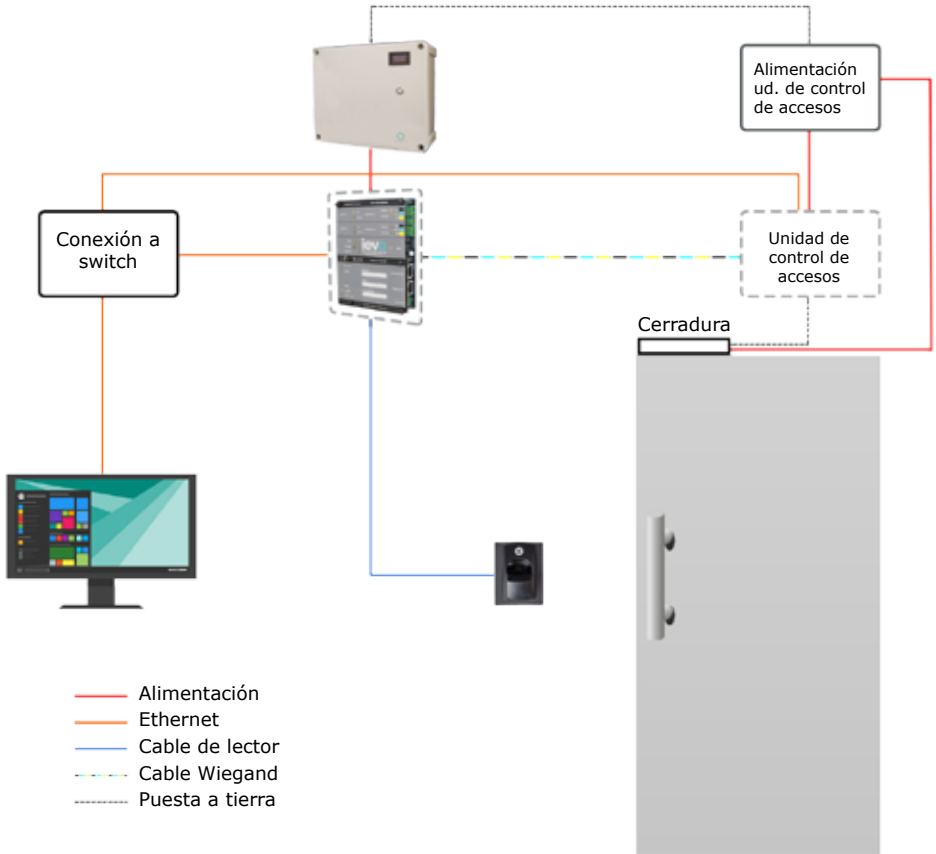 Alimentación
ud. de control
de accesos
Conexión a
switch
ievo
Unidad de
control de
accesos
Cerradura
Alimentación
Ethernet
Cable de lector
Cable Wiegand
Puesta a tierra